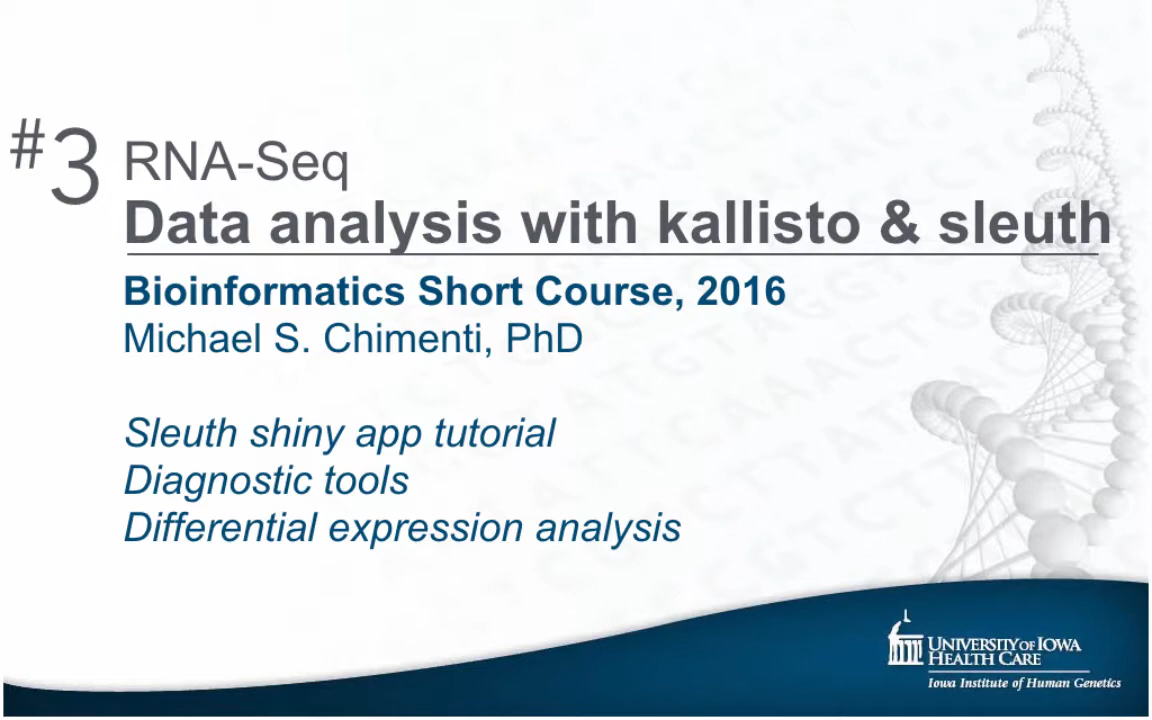 #3 RNA-Seq
Data analysis with kallisto & sleuth
Bioinformatics Short Course, 2016
Michael S. Chimenti, PhD
Sleuth shiny app tutorial
Diagnostic tools
Differential expression analysis
UNIVERSITY OF IOWA
HEALTH CARE
Iowa Institute of Human Genetics